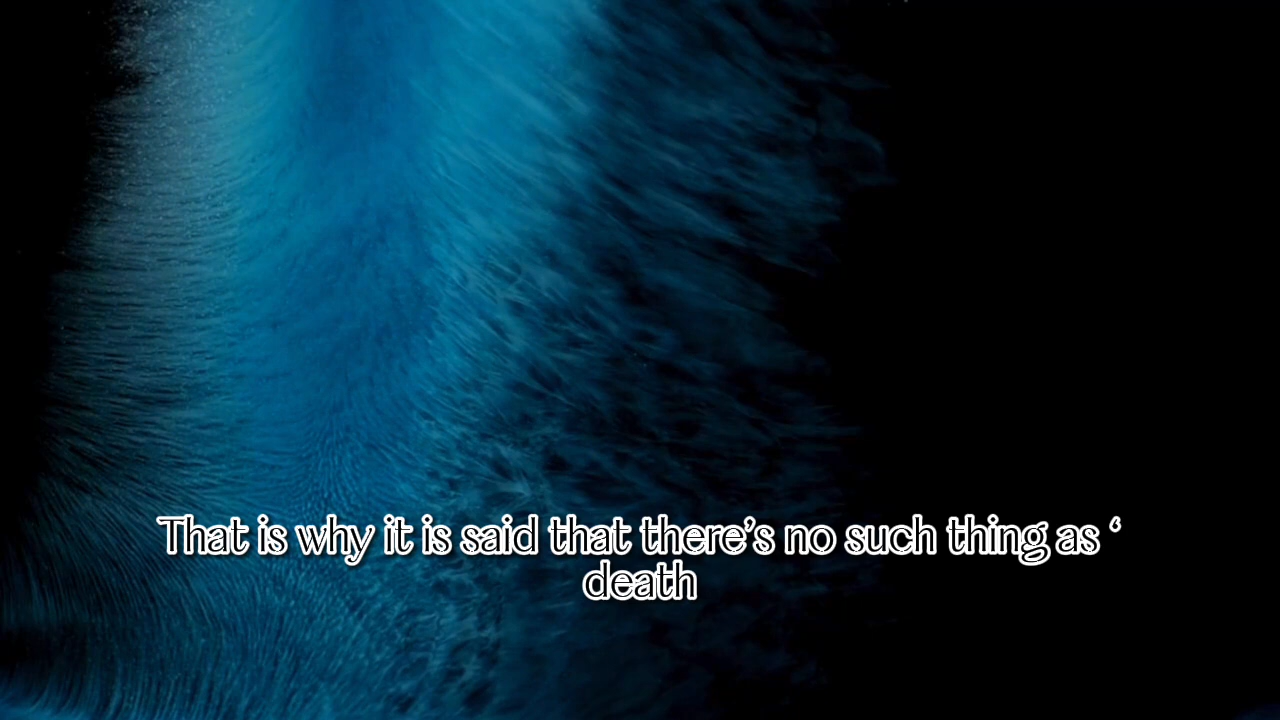 That is why it is said that there’s no such thing as ‘
death